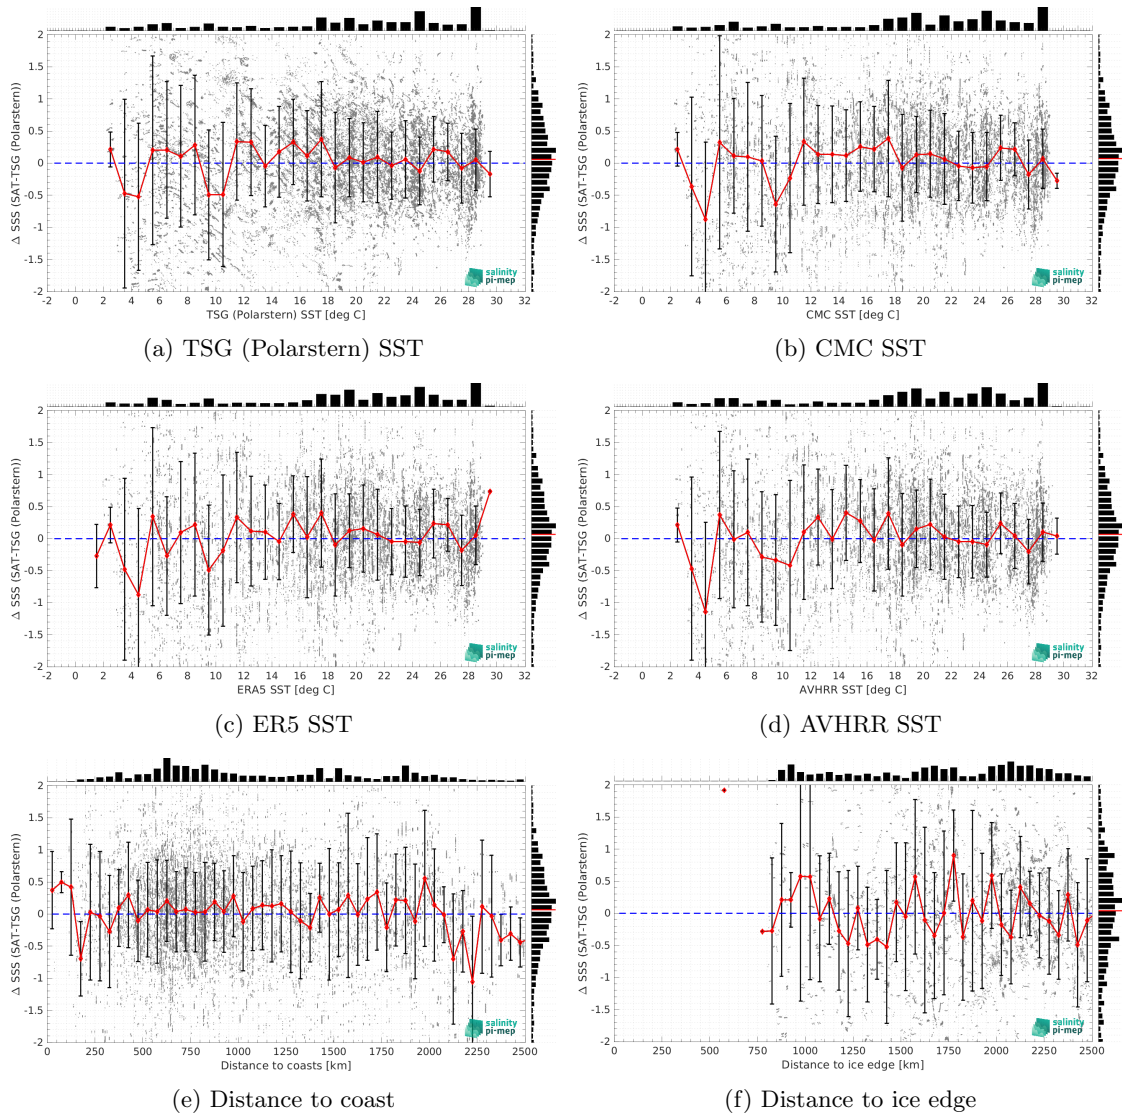 2
1.5
1
0.5
0
-0.5
-1
-1.5
-2
Δ SSS (SAT-TSG (Polarstern))
-2 0 2 4 6 8 10 12 14 16 18 20 22 24 26 28 30 32
TSG (Polarstern) SST [deg C]
salinity
pi-mep
(a) TSG (Polarstern) SST
2
1.5
1
0.5
0
-0.5
-1
-1.5
-2
Δ SSS (SAT-TSG (Polarstern))
-2 0 2 4 6 8 10 12 14 16 18 20 22 24 26 28 30 32
CMC SST [deg C]
salinity
pi-mep
(b) CMC SST
2
1.5
1
0.5
0
-0.5
-1
-1.5
-2
Δ SSS (SAT-TSG (Polarstern))
-2 0 2 4 6 8 10 12 14 16 18 20 22 24 26 28 30 32
ERA5 SST [deg C]
salinity
pi-mep
(c) ER5 SST
2
1.5
1
0.5
0
-0.5
-1
-1.5
-2
Δ SSS (SAT-TSG (Polarstern))
-2 0 2 4 6 8 10 12 14 16 18 20 22 24 26 28 30 32
AVHRR SST [deg C]
salinity
pi-mep
(d) AVHRR SST
2
1.5
1
0.5
0
-0.5
-1
-1.5
-2
Δ SSS (SAT-TSG (Polarstern))
0 250 500 750 1000 1250 1500 1750 2000 2250 2500
Distance to coasts [km]
salinity
pi-mep
(e) Distance to coast
2
1.5
1
0.5
0
-0.5
-1
-1.5
-2
Δ SSS (SAT-TSG (Polarstern))
0 250 500 750 1000 1250 1500 1750 2000 2250 2500
Distance to ice edge [km]
salinity
pi-mep
(f) Distance to ice edge